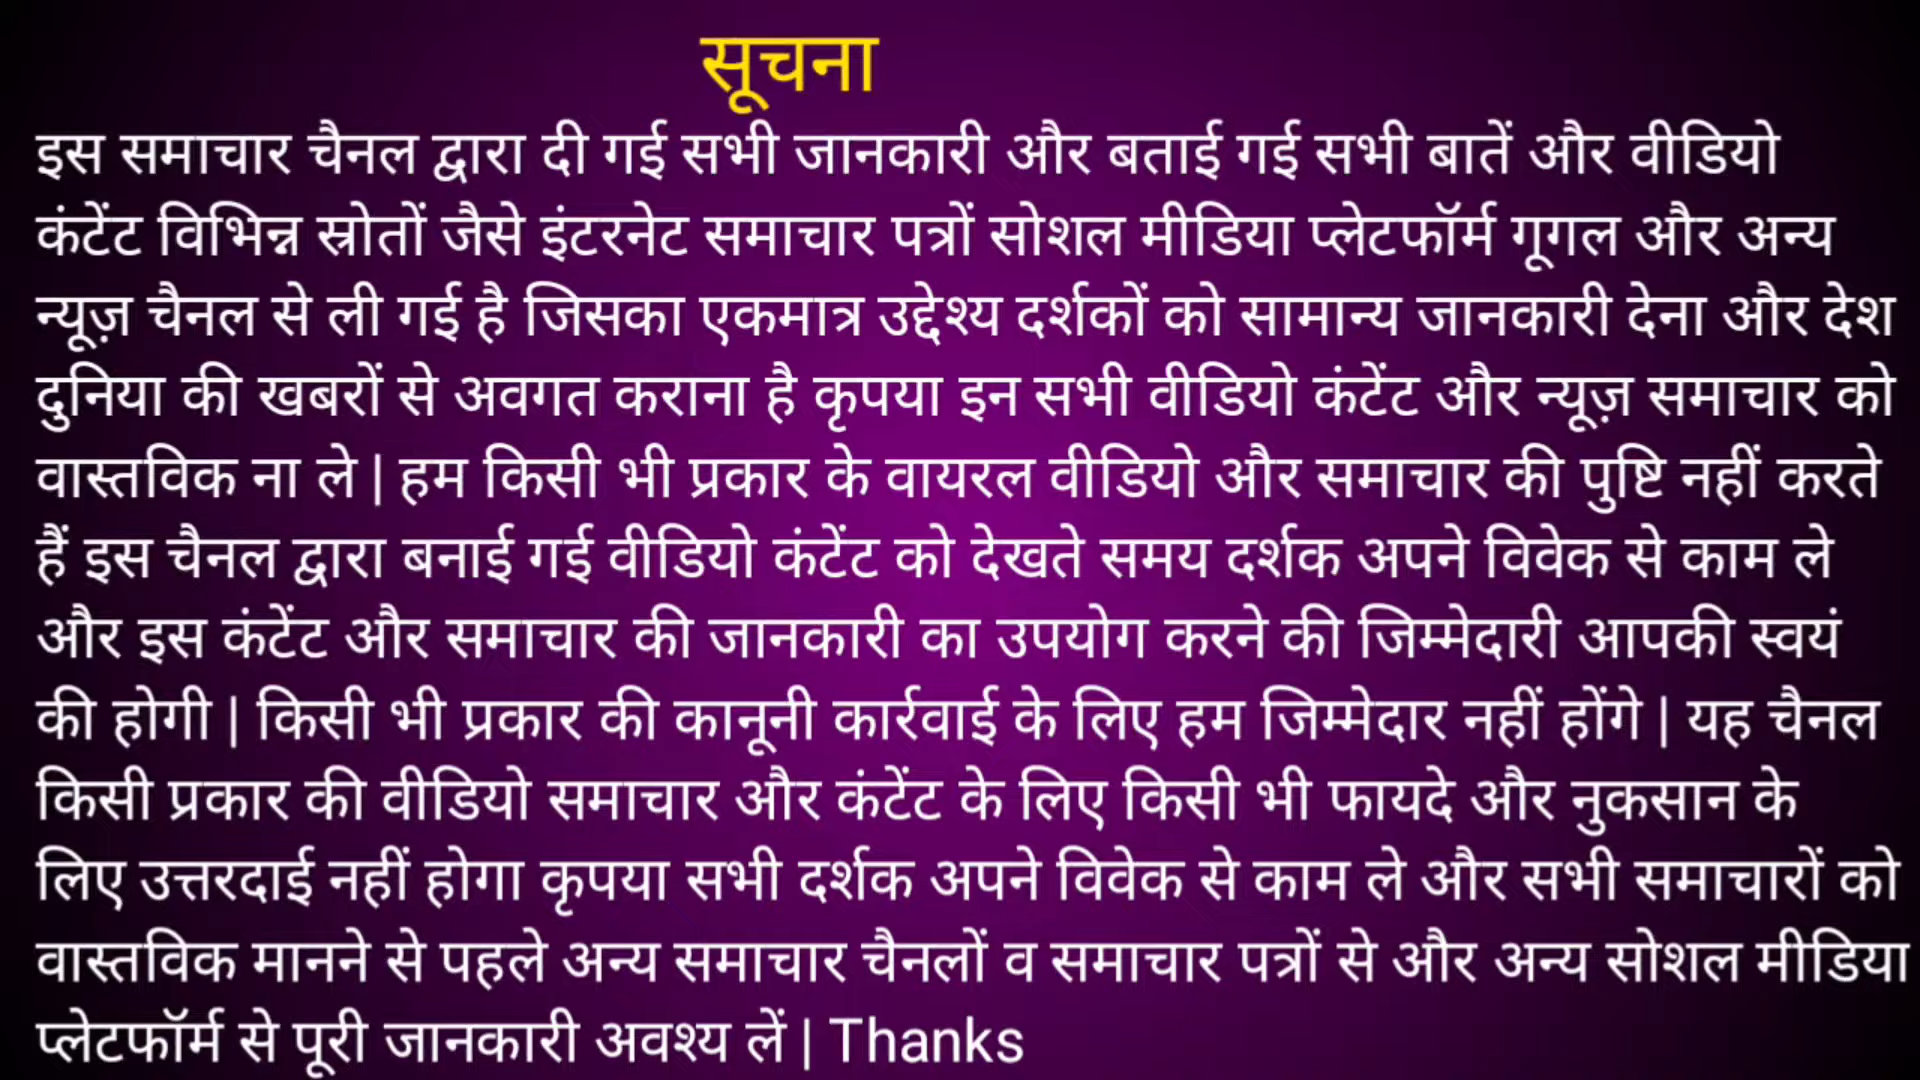 सूचना
इस समाचार चैनल द्वारा दी गई सभी जानकारी और बताई गई सभी बातें और वीडियो
कंटेंट विभिन्न स्रोतों जैसे इंटरनेट समाचार पत्रों सोशल मीडिया प्लेटफॉर्म गूगल और अन्य
न्यूज़ चैनल से ली गई है जिसका एकमात्र उद्देश्य दर्शकों को सामान्य जानकारी देना और देश
दुनिया की खबरों से अवगत कराना है कृपया इन सभी वीडियो कंटेंट और न्यूज़ समाचार को
वास्तविक ना ले | हम किसी भी प्रकार के वायरल वीडियो और समाचार की पुष्टि नहीं करते
हैं इस चैनल द्वारा बनाई गई वीडियो कंटेंट को देखते समय दर्शक अपने विवेक से काम ले
और इस कंटेंट और समाचार की जानकारी का उपयोग करने की जिम्मेदारी आपकी स्वयं
की होगी | किसी भी प्रकार की कानूनी कार्रवाई के लिए हम जिम्मेदार नहीं होंगे | यह चैनल
किसी प्रकार की वीडियो समाचार और कंटेंट के लिए किसी भी फायदे और नुकसान के
लिए उत्तरदाई नहीं होगा कृपया सभी दर्शक अपने विवेक से काम ले और सभी समाचारों को
वास्तविक मानने से पहले अन्य समाचार चैनलों व समाचार पत्रों से और अन्य सोशल मीडिया
प्लेटफॉर्म से पूरी जानकारी अवश्य लें | Thanks